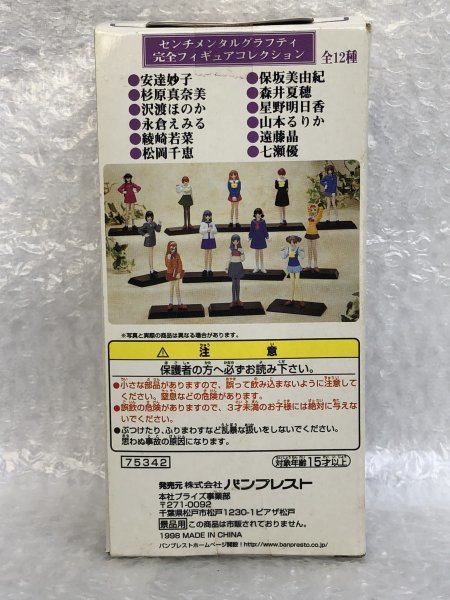 センチメンタルグラフティ
完全フィギュアコレクション 全12種
●安達妙子 ●保坂美由紀
●杉原真奈美 ●森井夏穂
●沢渡ほのか ●星野明日香
●永倉えみる ●山本るりか
●綾崎若菜 ●遠藤晶
●松岡千恵 ●七瀬優
※写真と実際の商品は異なる場合があります。
注意
保護者の方へ必ずお読み下さい。
●小さな部品がありますので、誤って飲み込まないように注意して
ください。窒息などの危険があります。
●誤飲の危険がありますので、3才未満のお子様には絶対に与えな
いでください。
●ぶつけたり、ふりまわすなど乱暴な扱いをしないでください。
思わぬ事故の原因になります。
75342
対象年齢15才以上
発売元 株式会社バンプレスト
本社プライズ事業部
〒271-0092
千葉県松戸市松戸1230-1ピアザ松戸
景品用 この商品は市販されておりません。
1998 MADE IN CHINA
バンプレストホームページ開設!http://www.banpresto.co.jp/